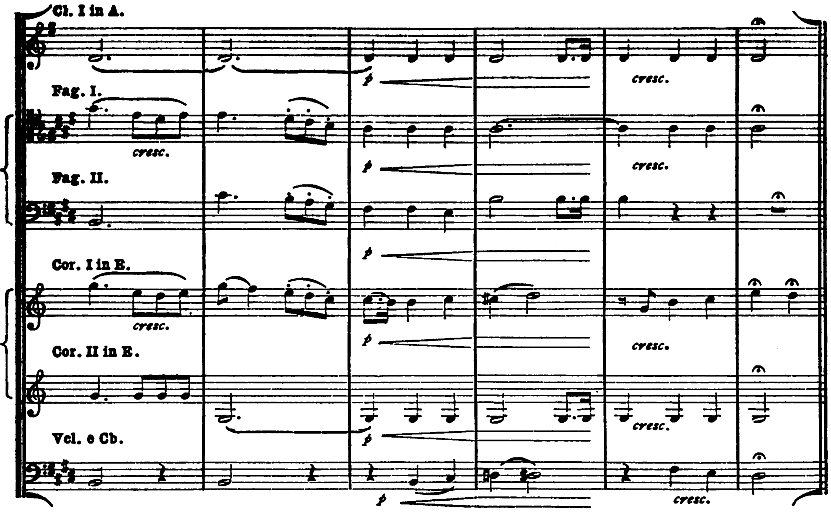 Cl. I in A.
p cresc.
Fag. I.
cresc. p cresc.
Fag. II.
p
Cor. I in E.
cresc. p cresc.
Cor. II in E.
p cresc.
Vcl. e Cb.
p cresc.